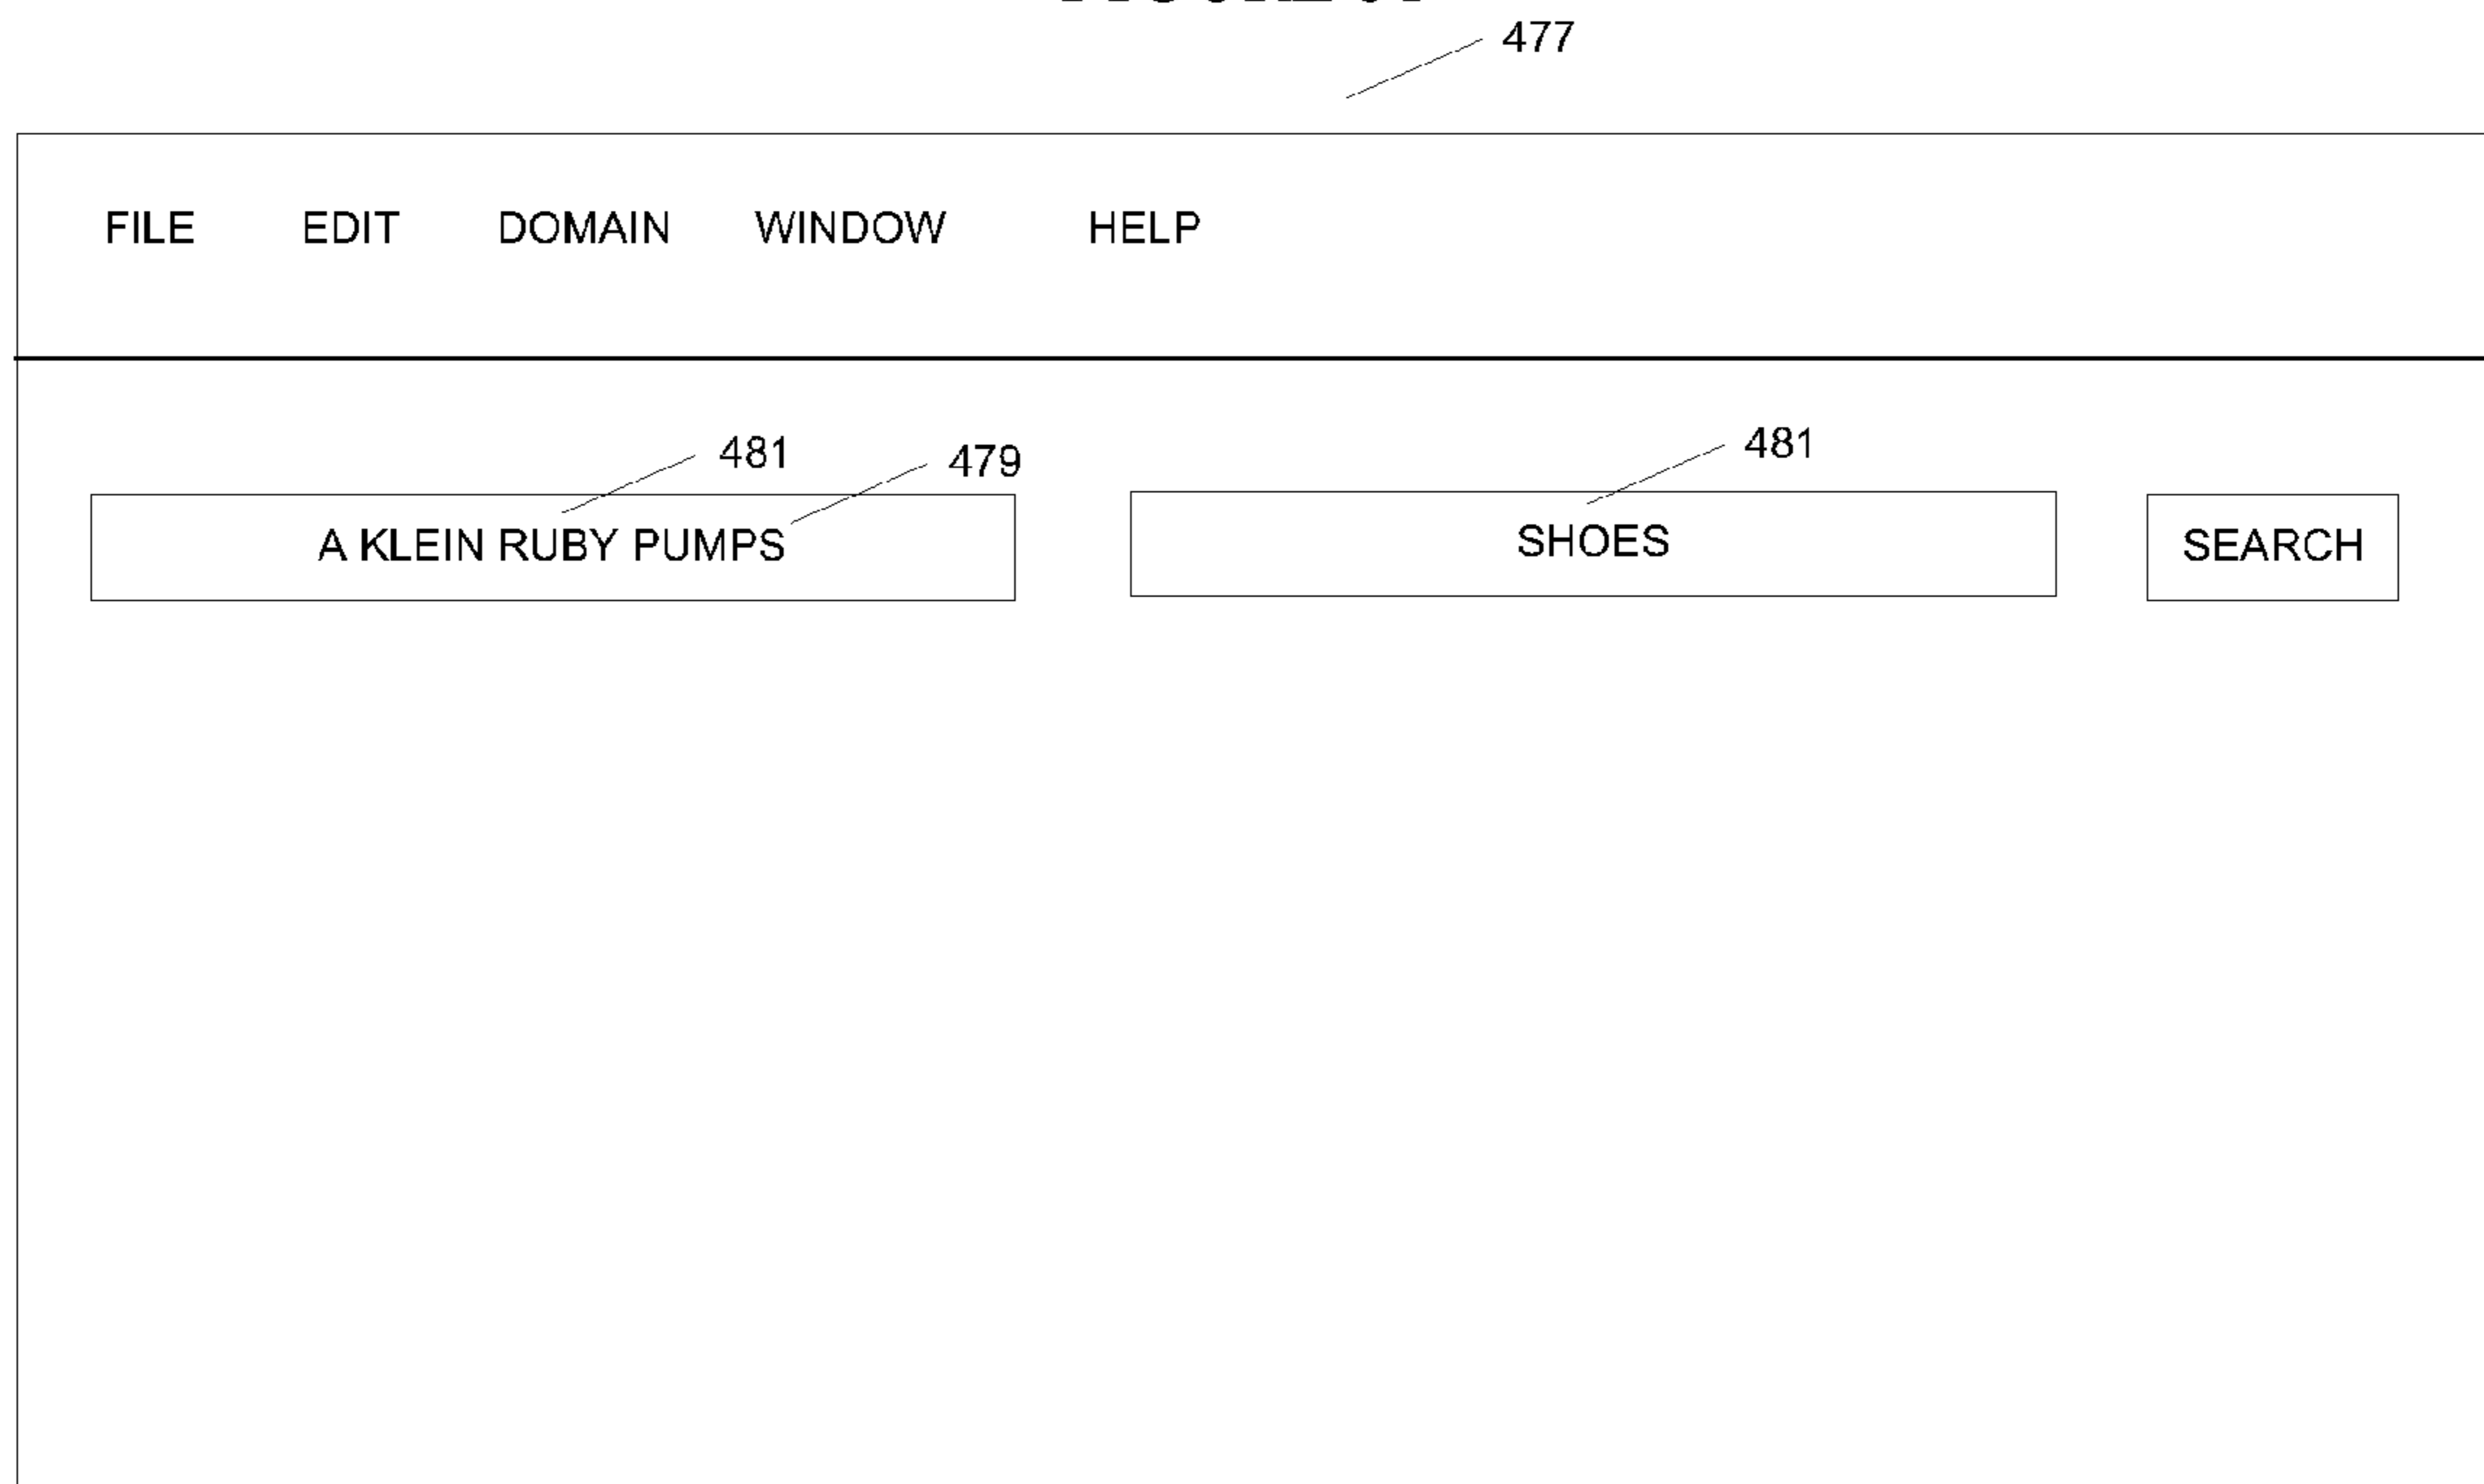 477
FILE EDIT DOMAIN WINDOW HELP
481 479 481
A KLEIN RUBY PUMPS SHOES SEARCH